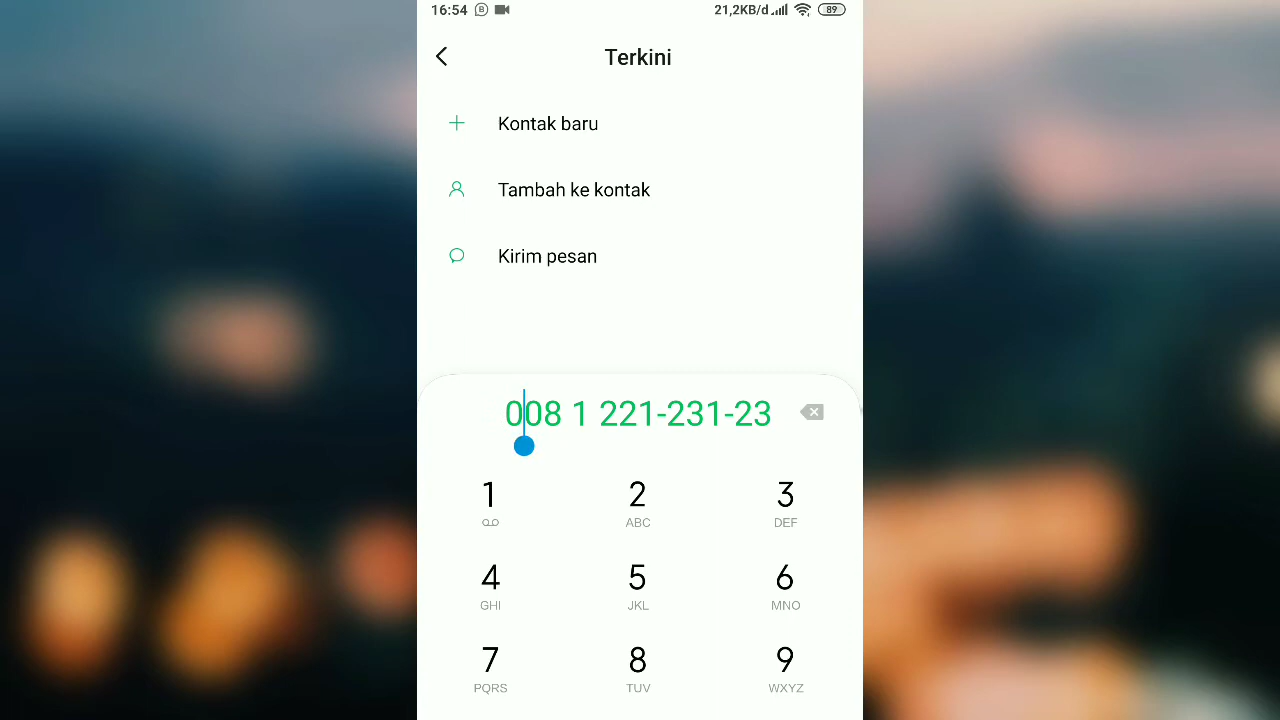 16:54 21,2KB/d 89
Terkini
Kontak baru
Tambah ke kontak
Kirim pesan
008 1 221-231-23
1 2 3
ABC DEF
4 5 6
GHI JKL MNO
7 8 9
PQRS TUV WXYZ